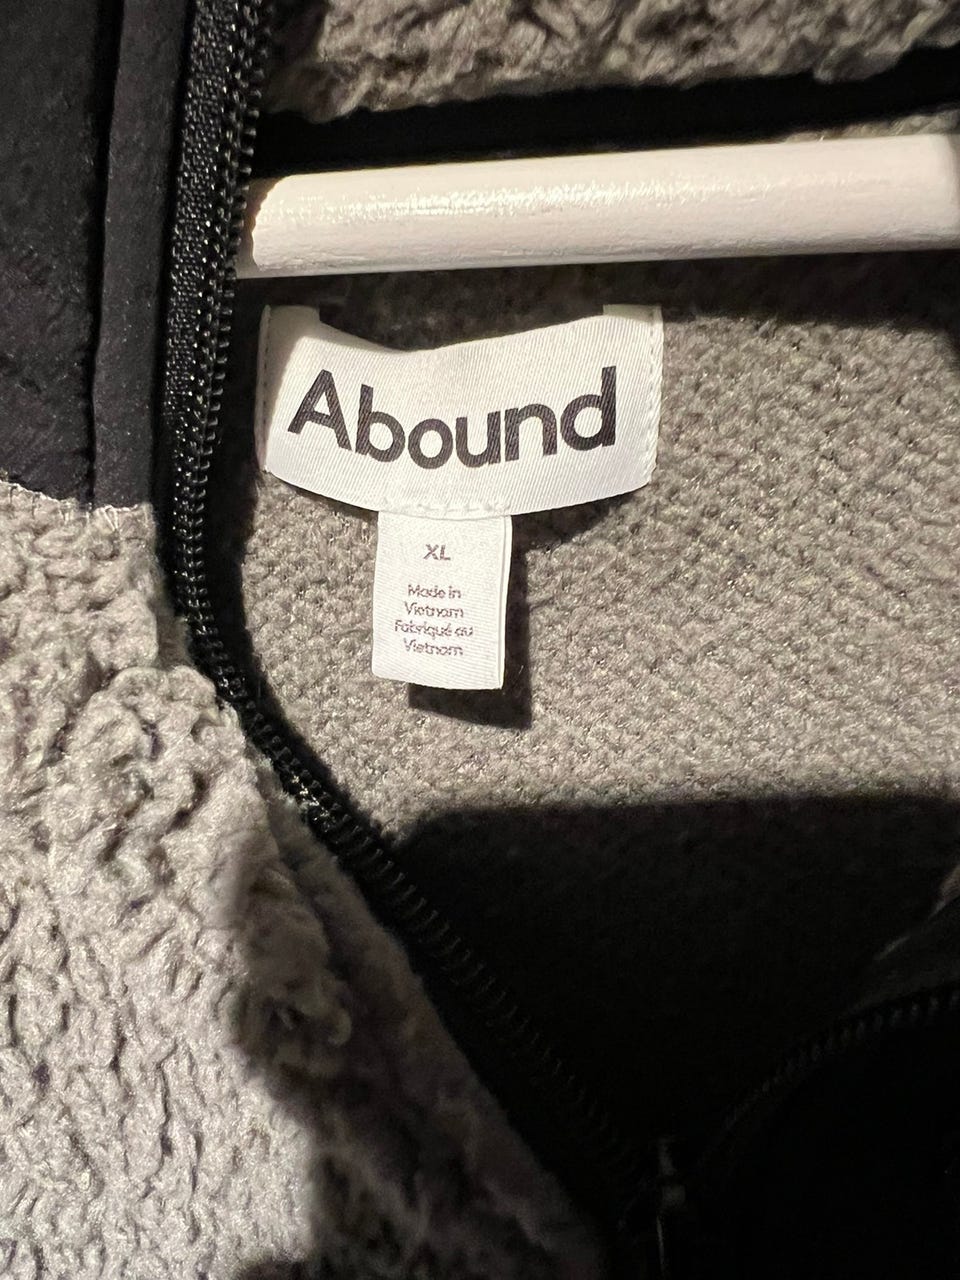 Abound
XL
Made in
Vietnam
Fabriqué au
Vietnam